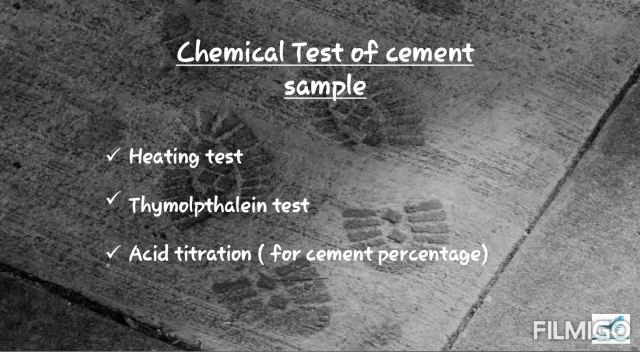 Chemical Test of cement
sample
✓ Heating test
✓ Thymolpthalein test
✓ Acid titration ( for cement percentage)
FILMIGO